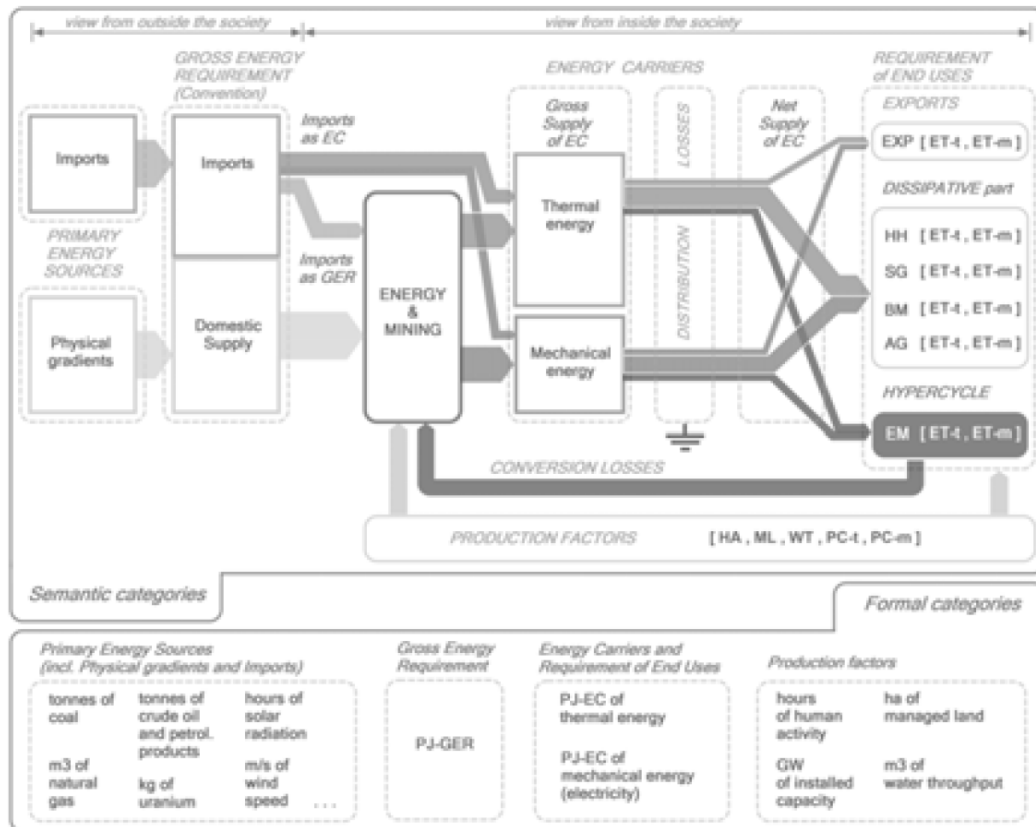 view from outside the society
view from inside the society
GROSS ENERGY
REQUIREMENT
(Convention)
ENERGY CARRIERS
REQUIREMENT
of END USES
Imports
Imports
Imports
as EC
Imports
as GER
PRIMARY
ENERGY
SOURCES
Physical
gradients
Domestic
Supply
ENERGY
&
MINING
Gross
Supply
of EC
Thermal
energy
Mechanical
energy
LOSSES
DISTRIBUTION
Net
Supply
of EC
EXPORTS
EXP [ ET-t , ET-m ]
DISSIPATIVE part
HH [ ET-t , ET-m ]
SG [ ET-t , ET-m ]
BM [ ET-t , ET-m ]
AG [ ET-t , ET-m ]
HYPERCYCLE
EM [ ET-t , ET-m ]
CONVERSION LOSSES
PRODUCTION FACTORS [ HA , ML , WT , PC-t , PC-m ]
Semantic categories
Formal categories
Primary Energy Sources
(incl. Physical gradients and Imports)
tonnes of
coal
tonnes of
crude oil
and petrol.
products
hours of
solar
radiation
m3 of
natural
gas
kg of
uranium
m/s of
wind
speed ...
Gross Energy
Requirement
PJ-GER
Energy Carriers and
Requirement of End Uses
PJ-EC of
thermal energy
PJ-EC of
mechanical energy
(electricity)
Production factors
hours
of human
activity
ha of
managed land
GW
of installed
capacity
m3 of
water throughput